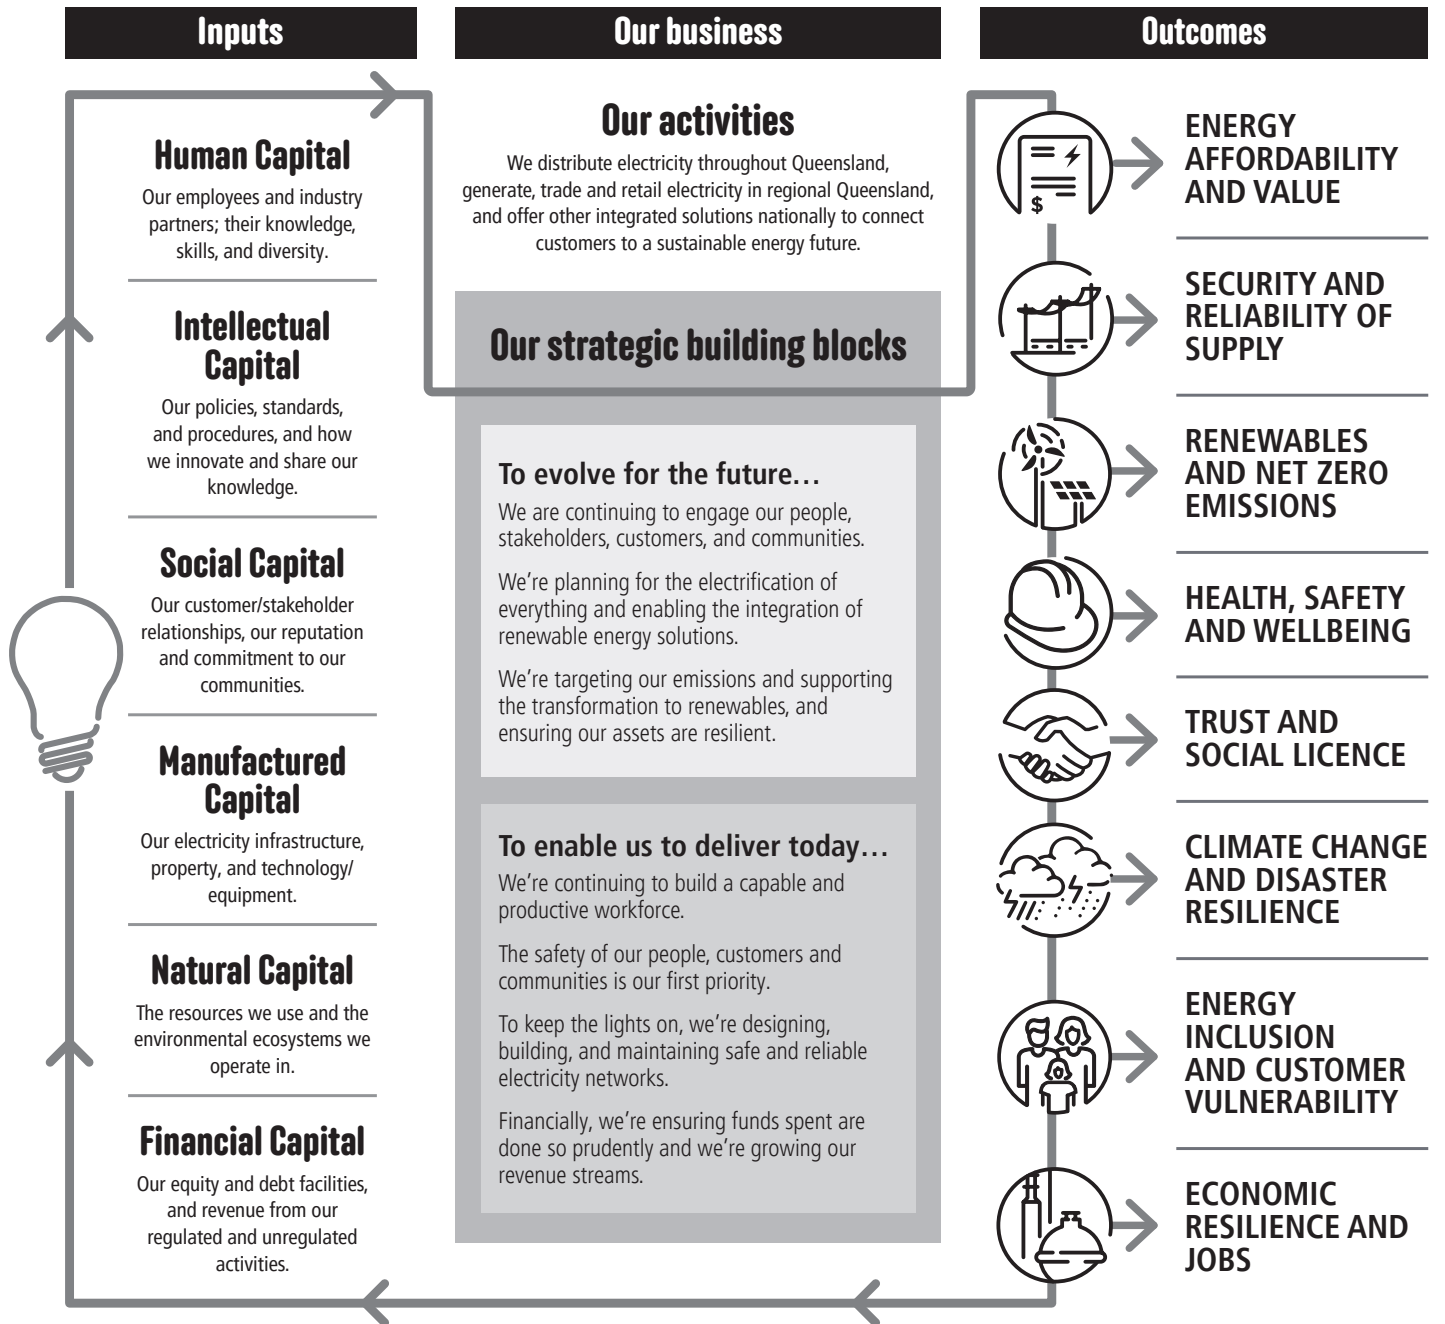 Inputs
Human Capital
Our employees and industry
partners; their knowledge,
skills, and diversity.
Intellectual
Capital
Our policies, standards,
and procedures, and how
we innovate and share our
knowledge.
Social Capital
Our customer/stakeholder
relationships, our reputation
and commitment to our
communities.
Manufactured
Capital
Our electricity infrastructure,
property, and technology/
equipment.
Natural Capital
The resources we use and the
environmental ecosystems we
operate in.
Financial Capital
Our equity and debt facilities,
and revenue from our
regulated and unregulated
activities.
Our business
Our activities
We distribute electricity throughout Queensland,
generate, trade and retail electricity in regional Queensland,
and offer other integrated solutions nationally to connect
customers to a sustainable energy future.
Our strategic building blocks
To evolve for the future…
We are continuing to engage our people,
stakeholders, customers, and communities.
We’re planning for the electrification of
everything and enabling the integration of
renewable energy solutions.
We’re targeting our emissions and supporting
the transformation to renewables, and
ensuring our assets are resilient.
To enable us to deliver today…
We’re continuing to build a capable and
productive workforce.
The safety of our people, customers and
communities is our first priority.
To keep the lights on, we’re designing,
building, and maintaining safe and reliable
electricity networks.
Financially, we’re ensuring funds spent are
done so prudently and we’re growing our
revenue streams.
Outcomes
$
ENERGY
AFFORDABILITY
AND VALUE
SECURITY AND
RELIABILITY OF
SUPPLY
RENEWABLES
AND NET ZERO
EMISSIONS
HEALTH, SAFETY
AND WELLBEING
TRUST AND
SOCIAL LICENCE
CLIMATE CHANGE
AND DISASTER
RESILIENCE
ENERGY
INCLUSION
AND CUSTOMER
VULNERABILITY
ECONOMIC
RESILIENCE AND
JOBS